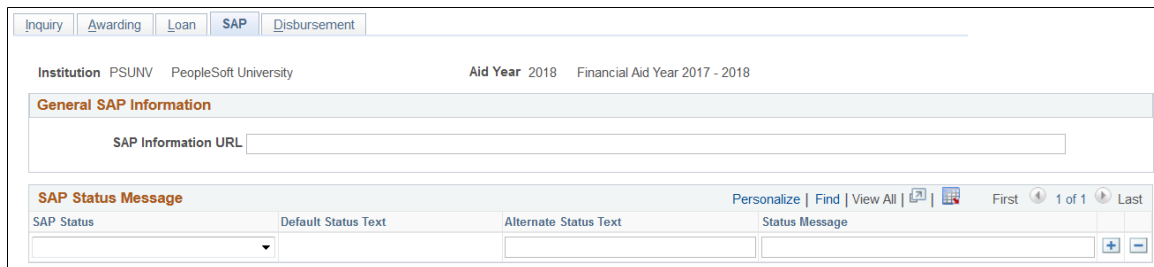 Inquiry Awarding Loan SAP Disbursement
Institution PSUNV PeopleSoft University Aid Year 2018 Financial Aid Year 2017 - 2018
General SAP Information
SAP Information URL
SAP Status Message Personalize | Find | View All | | First 1 of 1 Last
SAP Status Default Status Text Alternate Status Text Status Message